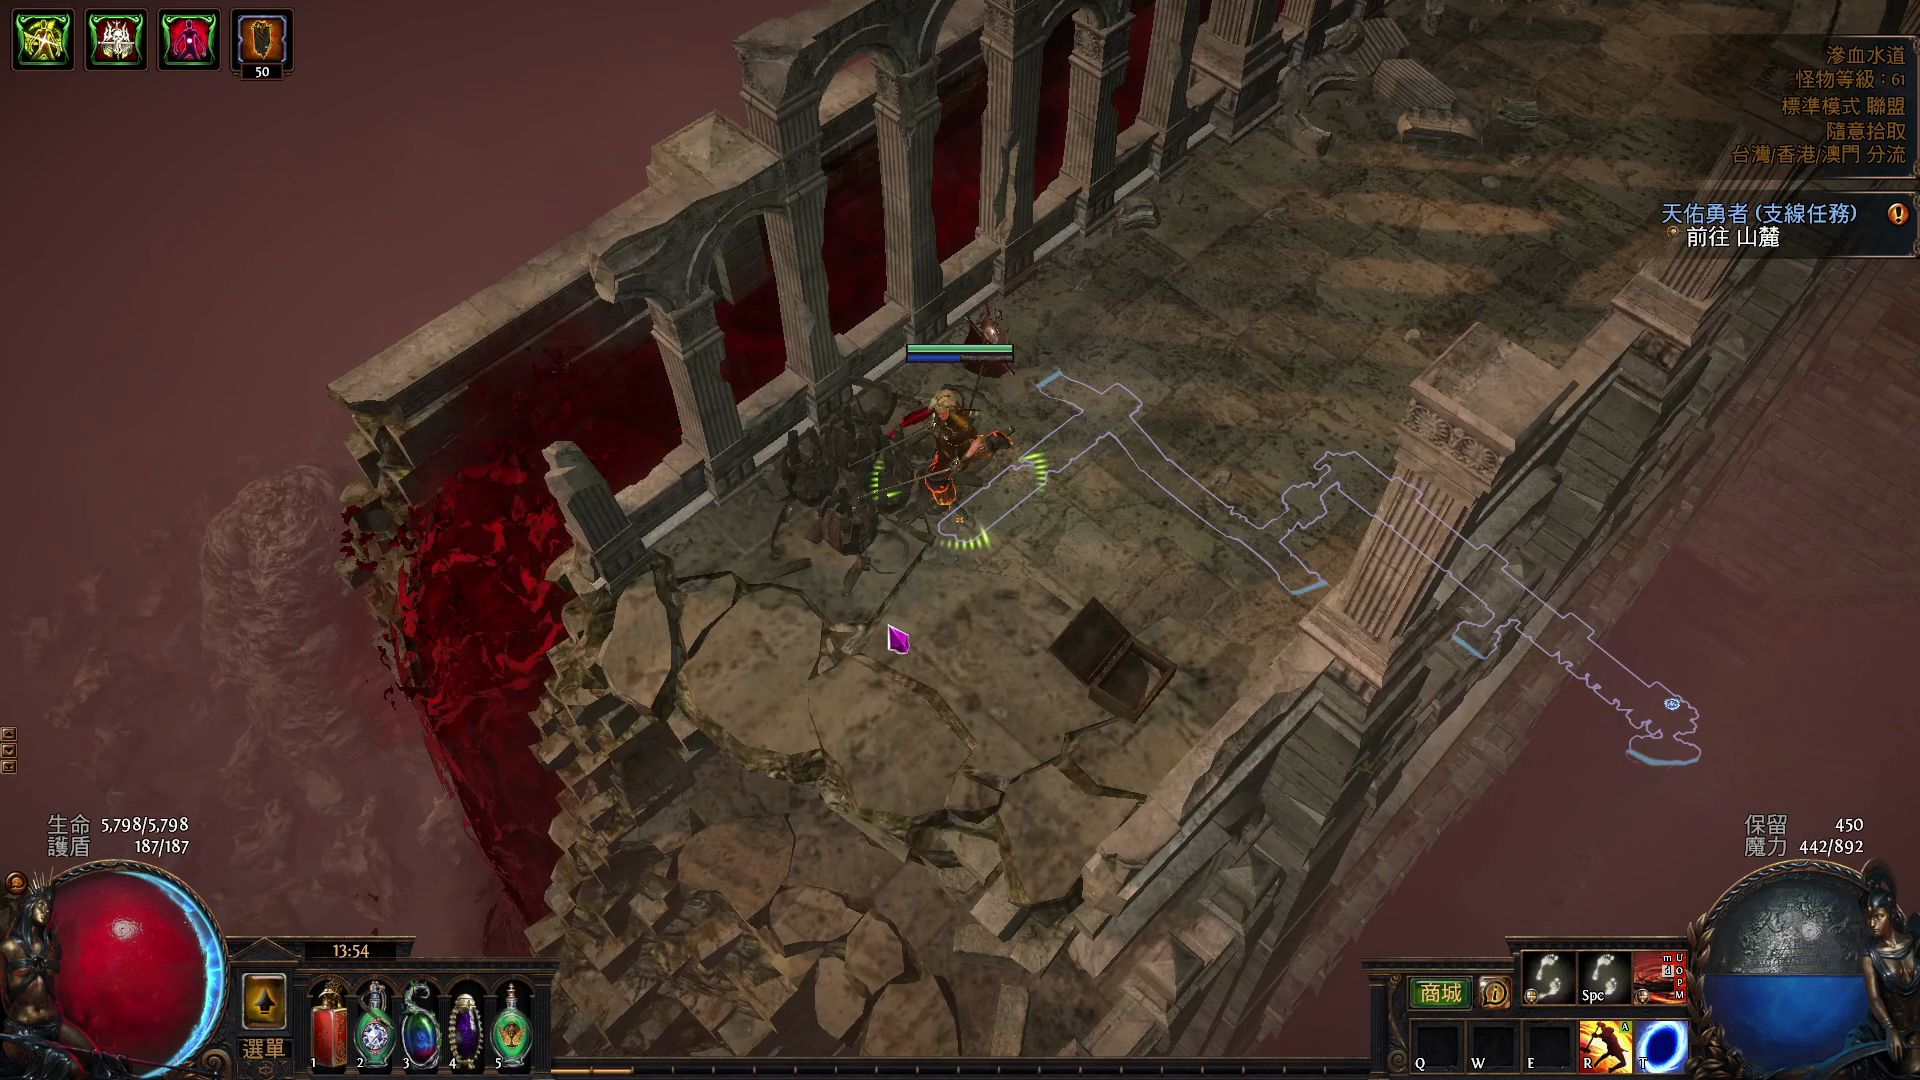 50
滲血水道
怪物等級：61
標準模式 聯盟
隨意拾取
台灣/香港/澳門 分流
天佑勇者 (支線任務)
前往 山麓
生命 5,798/5,798
護盾 187/187
保留 450
魔力 442/892
13:54
選單
1 2 3 4 5
商城
Spc
Q W E R T
A